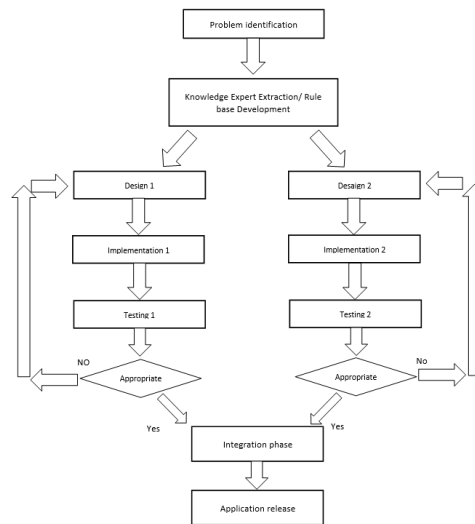 Problem identification
Knowledge Expert Extraction/ Rule
base Development
Design 1
Desaign 2
Implementation 1
Implementation 2
Testing 1
Testing 2
NO
Appropriate
Appropriate
No
Yes
Yes
Integration phase
Application release